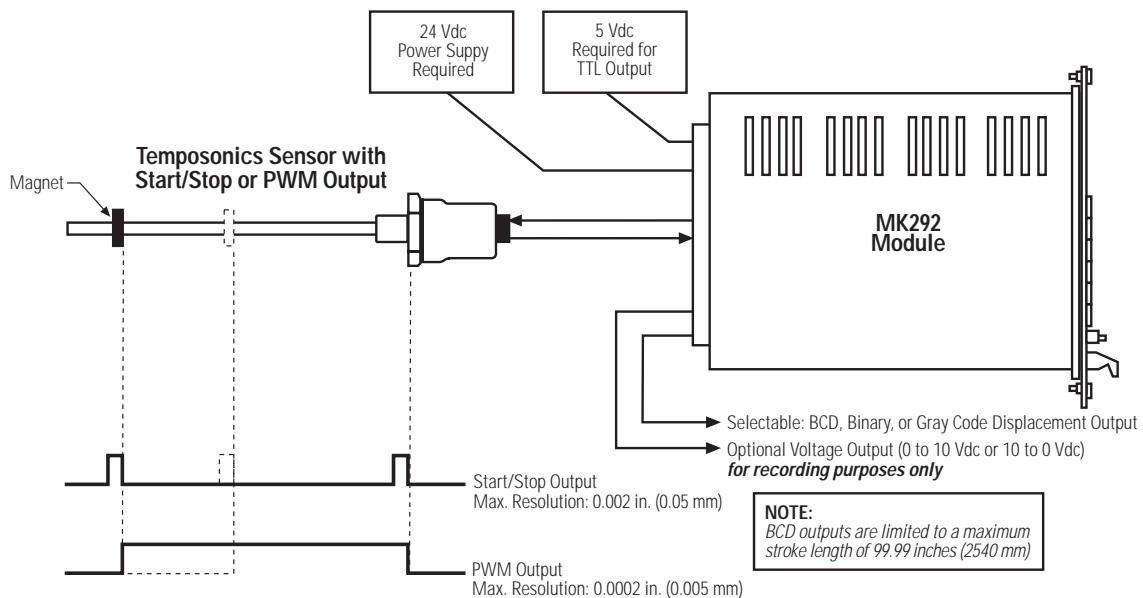 24 Vdc
Power Suppy
Required
5 Vdc
Required for
TTL Output
Temposonics Sensor with
Start/Stop or PWM Output
Magnet
MK292
Module
Selectable: BCD, Binary, or Gray Code Displacement Output
Optional Voltage Output (0 to 10 Vdc or 10 to 0 Vdc)
for recording purposes only
Start/Stop Output
Max. Resolution: 0.002 in. (0.05 mm)
NOTE:
BCD outputs are limited to a maximum
stroke length of 99.99 inches (2540 mm)
PWM Output
Max. Resolution: 0.0002 in. (0.005 mm)